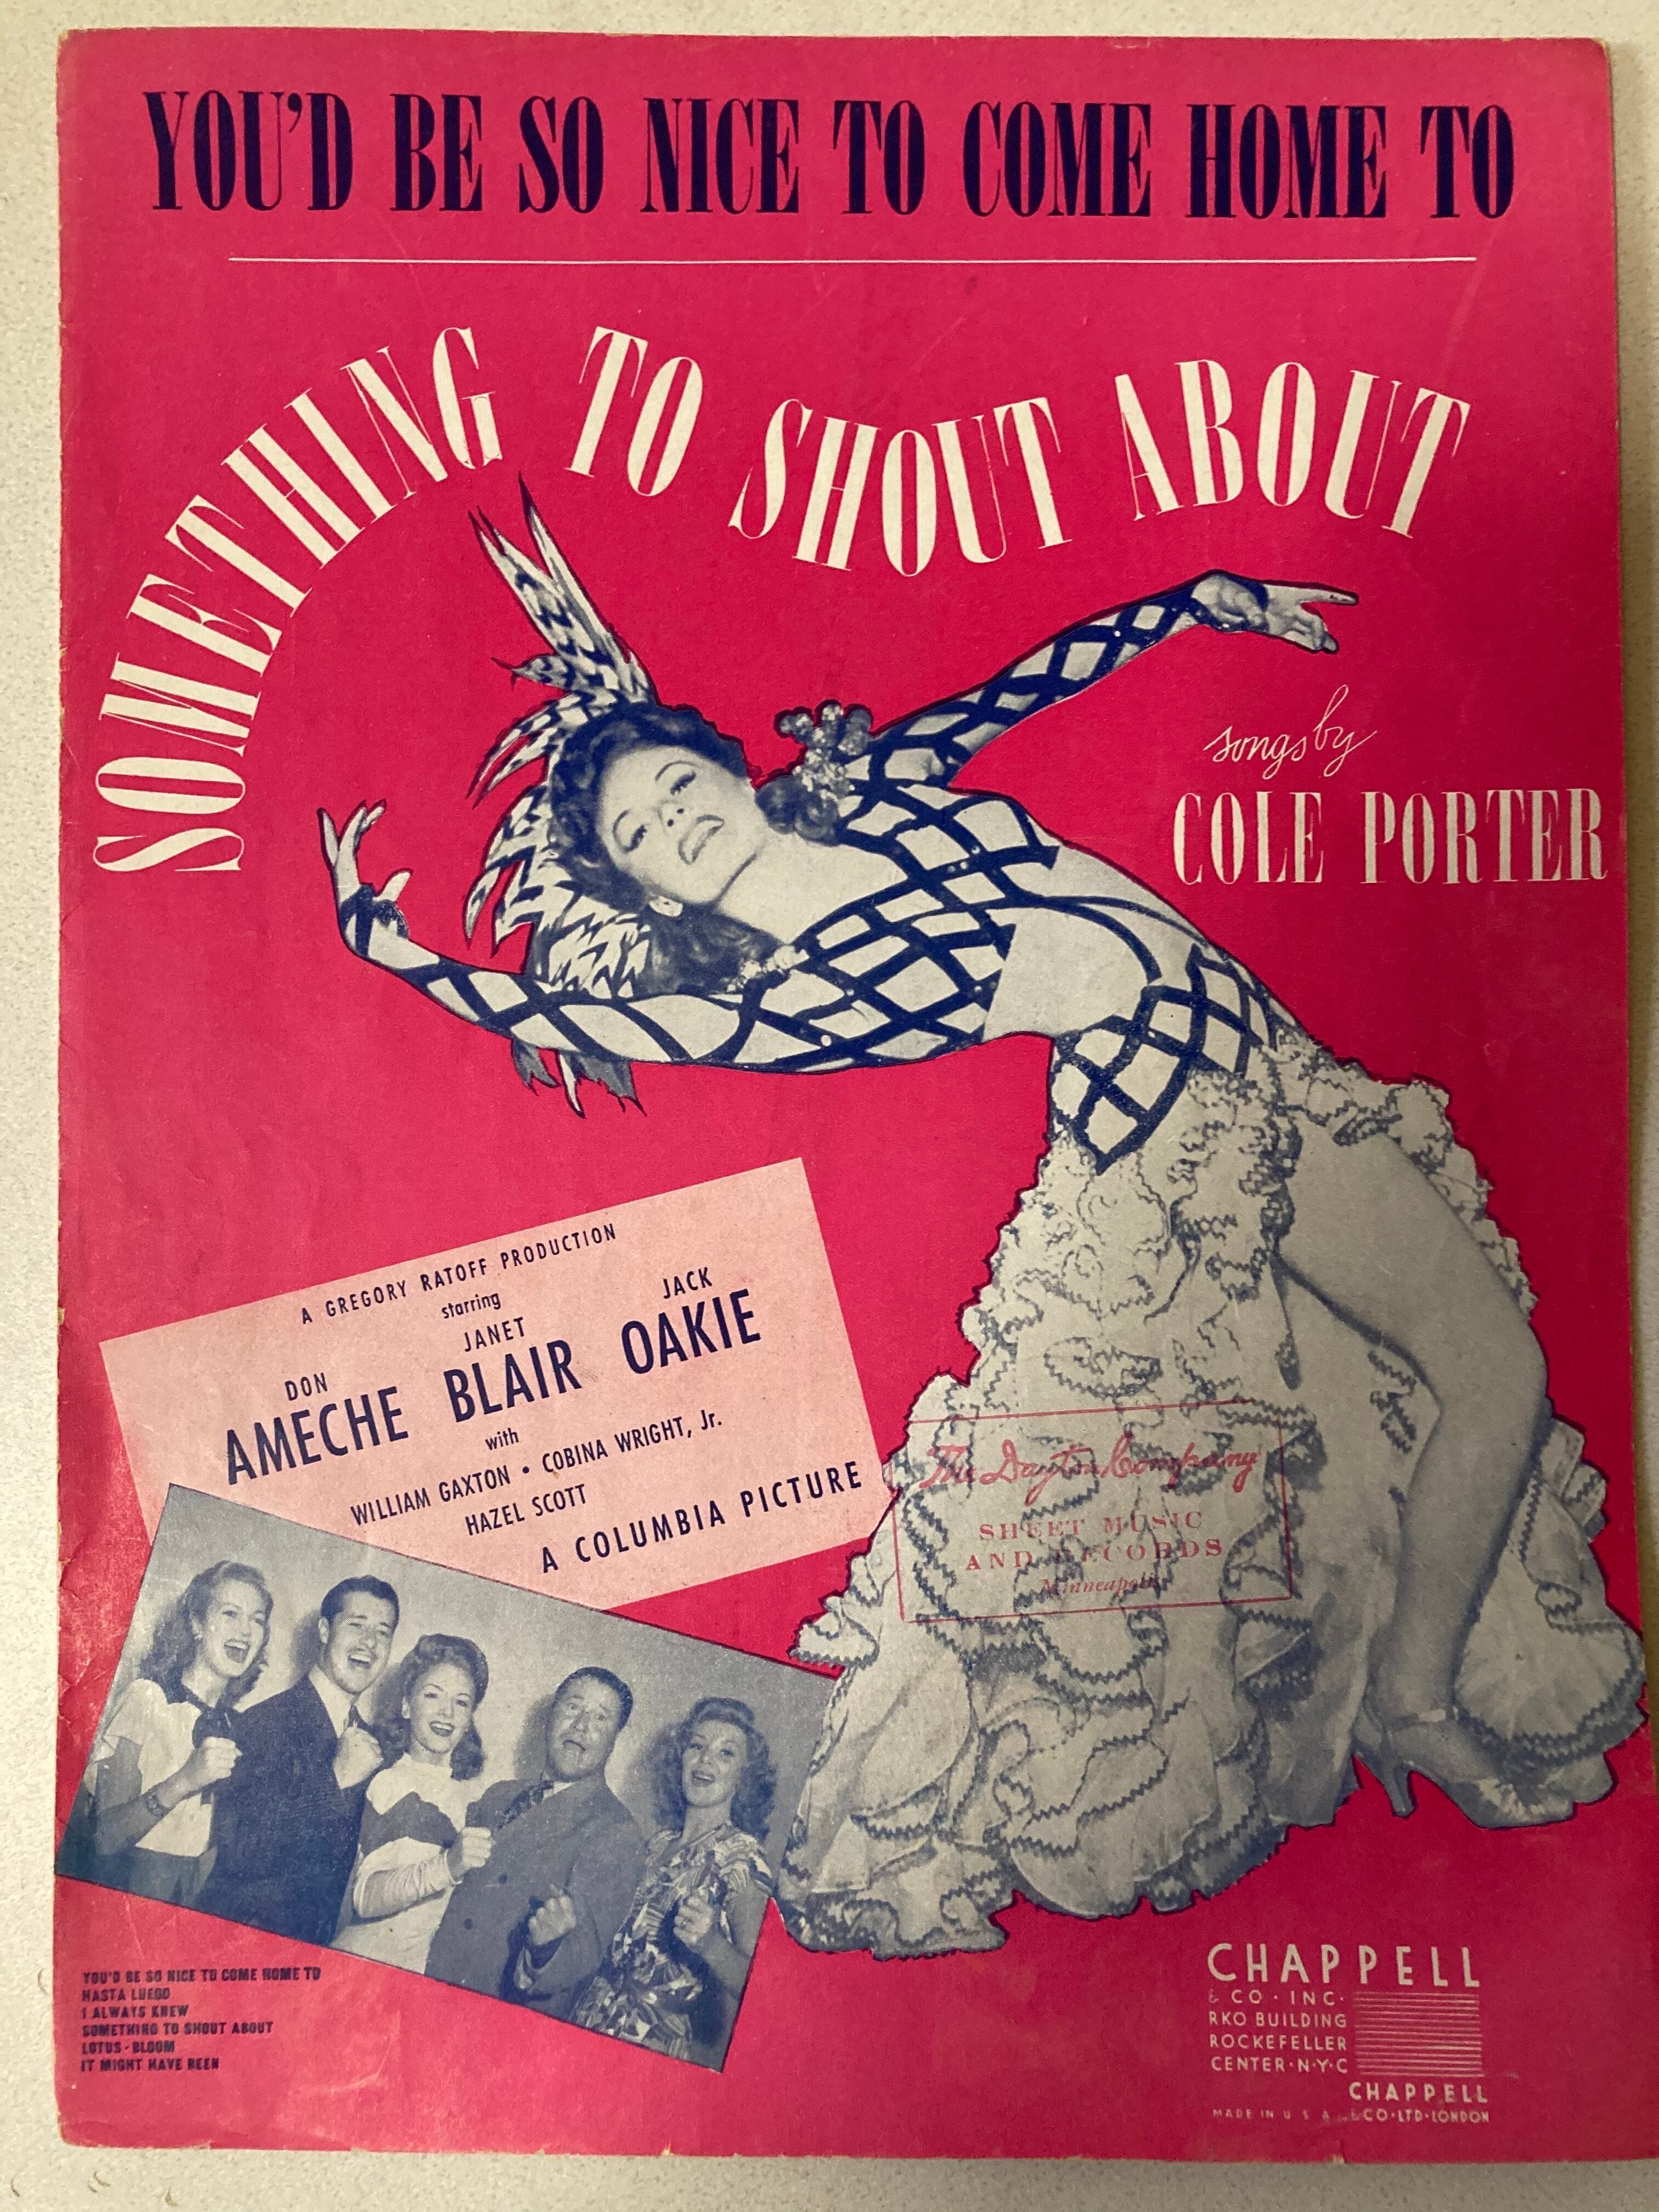 YOU'D BE SO NICE TO COME HOME TO
SOMETHING TO SHOUT ABOUT
songs by
COLE PORTER
A GREGORY RATOFF PRODUCTION
starring
DON AMECHE
JANET BLAIR
JACK OAKIE
with
WILLIAM GAXTON • COBINA WRIGHT, Jr.
HAZEL SCOTT
A COLUMBIA PICTURE
The Dayton Company
SHEET MUSIC
AND RECORDS
Minneapolis
YOU'D BE SO NICE TO COME HOME TO
HASTA LUEGO
I ALWAYS KNEW
SOMETHING TO SHOUT ABOUT
LOTUS-BLOOM
IT MIGHT HAVE BEEN
CHAPPELL
& CO · INC ·
RKO BUILDING
ROCKEFELLER
CENTER · N · Y · C
CHAPPELL
MADE IN U S A & CO · LTD · LONDON